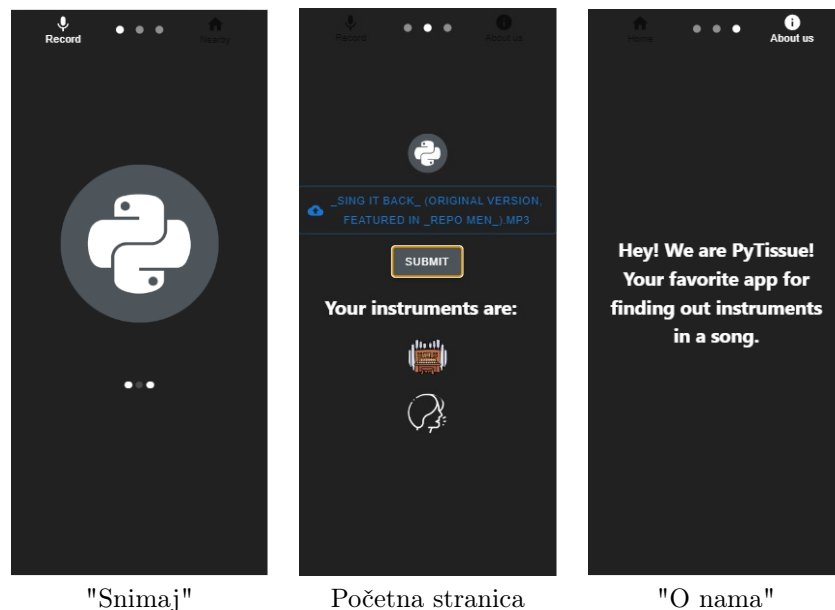 Record
Nearby
_SING IT BACK_ (ORIGINAL VERSION,
FEATURED IN _REPO MEN_).MP3
SUBMIT
Your instruments are:
Record
About us
Home
About us
Hey! We are PyTissue!
Your favorite app for
finding out instruments
in a song.
"Snimaj"
Početna stranica
"O nama"